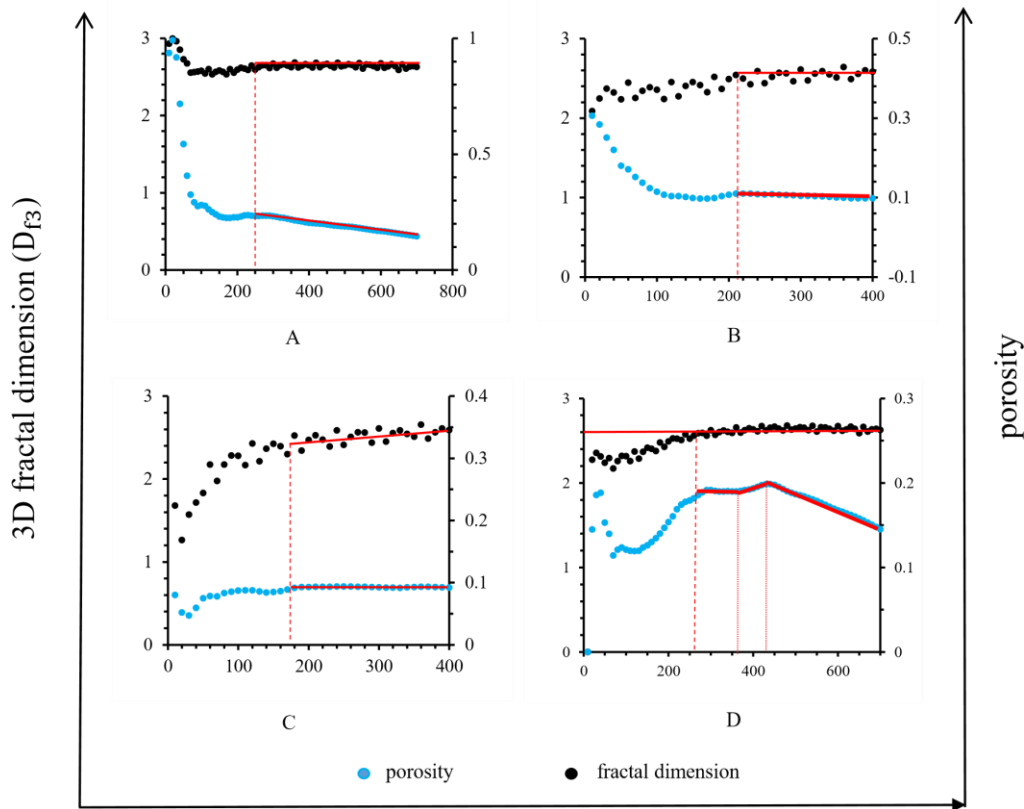 3D fractal dimension (Df3)
porosity
3 2 1 0
1 0.5 0
0 200 400 600 800
A
3 2 1 0
0.5 0.3 0.1 -0.1
0 100 200 300 400
B
3 2 1 0
0.4 0.3 0.2 0.1 0
0 100 200 300 400
C
3 2 1 0
0.3 0.2 0.1 0
0 200 400 600
D
porosity fractal dimension